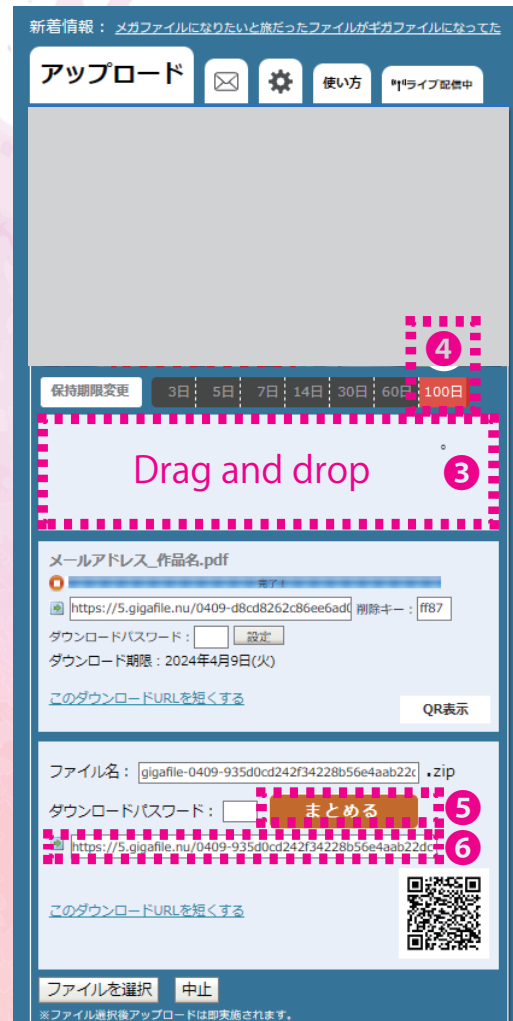 新着情報： メガファイルになりたいと旅だったファイルがギガファイルになってた
アップロード 使い方 ライブ配信中
❹
保持期限変更 3日 5日 7日 14日 30日 60日 100日
Drag and drop ❸
メールアドレス_作品名.pdf
完了！
https://5.gigafile.nu/0409-d8cd8262c86ee6ad0 削除キー： ff87
ダウンロードパスワード： 設定
ダウンロード期限：2024年4月9日(火)
このダウンロードURLを短くする
QR表示
ファイル名： gigafile-0409-935d0cd242f34228b56e4aab22c .zip
ダウンロードパスワード： まとめる ❺
https://5.gigafile.nu/0409-935d0cd242f34228b56e4aab22dc ❻
このダウンロードURLを短くする
ファイルを選択 中止
※ファイル選択後アップロードは即実施されます。